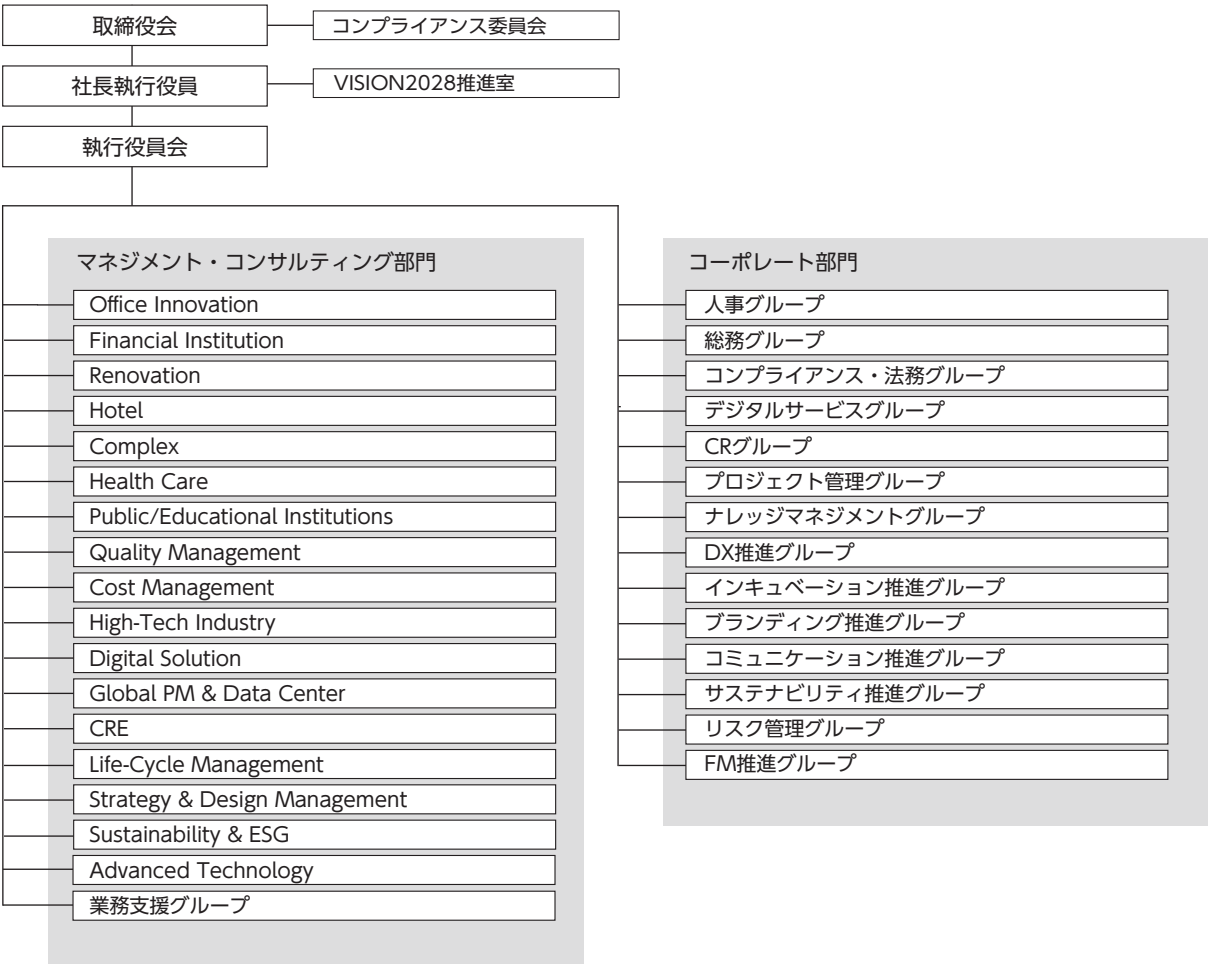 取締役会
コンプライアンス委員会
社長執行役員
VISION2028推進室
執行役員会
マネジメント・コンサルティング部門
Office Innovation
Financial Institution
Renovation
Hotel
Complex
Health Care
Public/Educational Institutions
Quality Management
Cost Management
High-Tech Industry
Digital Solution
Global PM & Data Center
CRE
Life-Cycle Management
Strategy & Design Management
Sustainability & ESG
Advanced Technology
業務支援グループ
コーポレート部門
人事グループ
総務グループ
コンプライアンス・法務グループ
デジタルサービスグループ
CRグループ
プロジェクト管理グループ
ナレッジマネジメントグループ
DX推進グループ
インキュベーション推進グループ
ブランディング推進グループ
コミュニケーション推進グループ
サステナビリティ推進グループ
リスク管理グループ
FM推進グループ